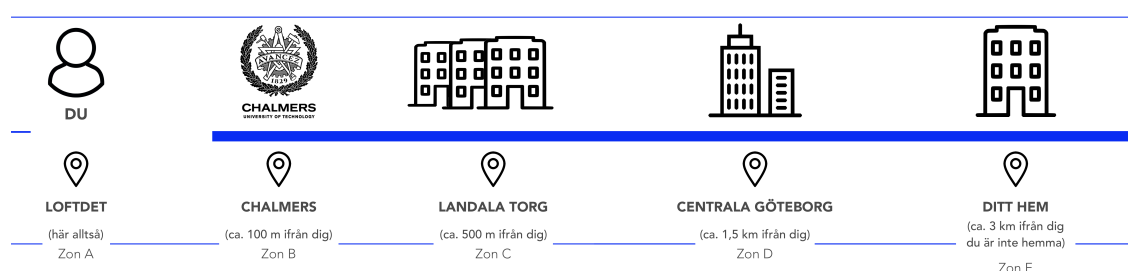 DU
AVANCEZ
1829
CHALMERS
UNIVERSITY OF TECHNOLOGY
LOFTDET
(här alltså)
Zon A
CHALMERS
(ca. 100 m ifrån dig)
Zon B
LANDALA TORG
(ca. 500 m ifrån dig)
Zon C
CENTRALA GÖTEBORG
(ca. 1,5 km ifrån dig)
Zon D
DITT HEM
(ca. 3 km ifrån dig
du är inte hemma)
Zon E